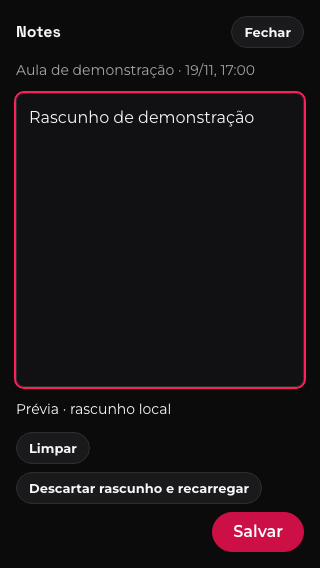 Notes
Fechar
Aula de demonstração · 19/11, 17:00
Rascunho de demonstração
Prévia · rascunho local
Limpar
Descartar rascunho e recarregar
Salvar